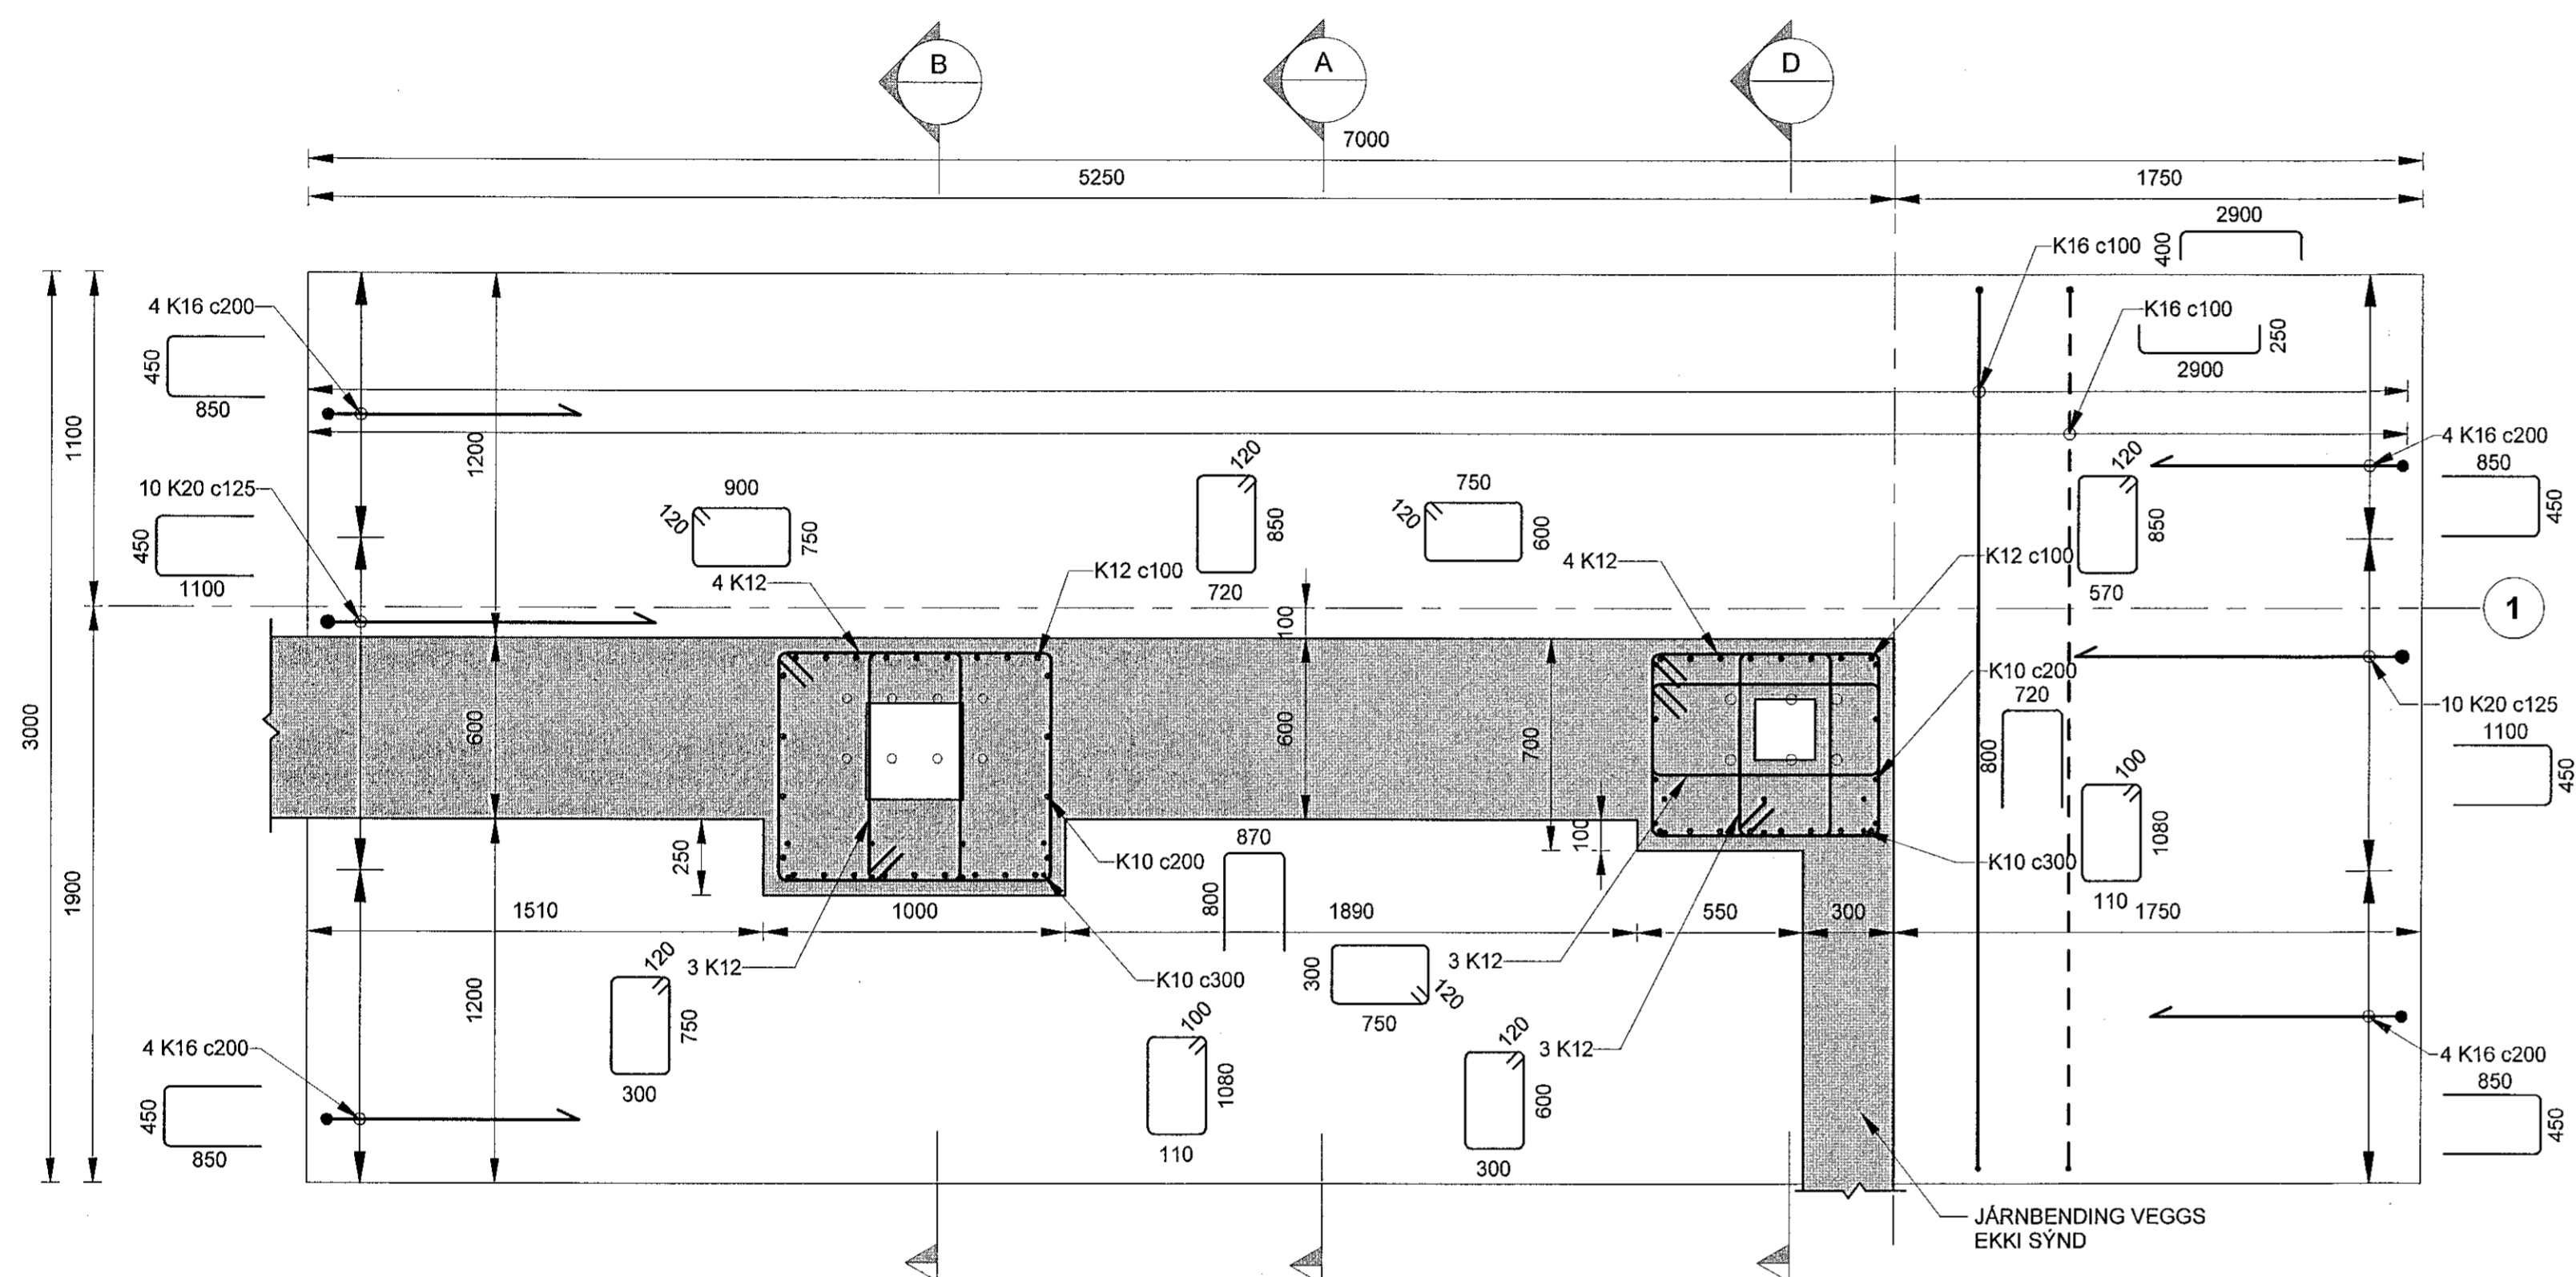 B
A
D
7000
5250
1750
2900
400
K16 c100
K16 c100
250
2900
4 K16 c200
450
850
1100
1200
4 K16 c200
850
450
10 K20 c125
450
1100
900
120
750
120
850
720
750
120
600
120
850
570
4 K12
K12 c100
100
4 K12
K12 c100
1
K10 c200
720
800
10 K20 c125
1100
450
3000
600
600
700
1900
250
100
870
800
K10 c200
K10 c300
100
1080
110
1510
1000
1890
550
300
1750
3 K12
K10 c300
300
120
750
3 K12
120
750
300
1200
100
1080
110
3 K12
120
600
300
4 K16 c200
450
850
4 K16 c200
850
450
JÁRNBENDING VEGGS
EKKI SÝND